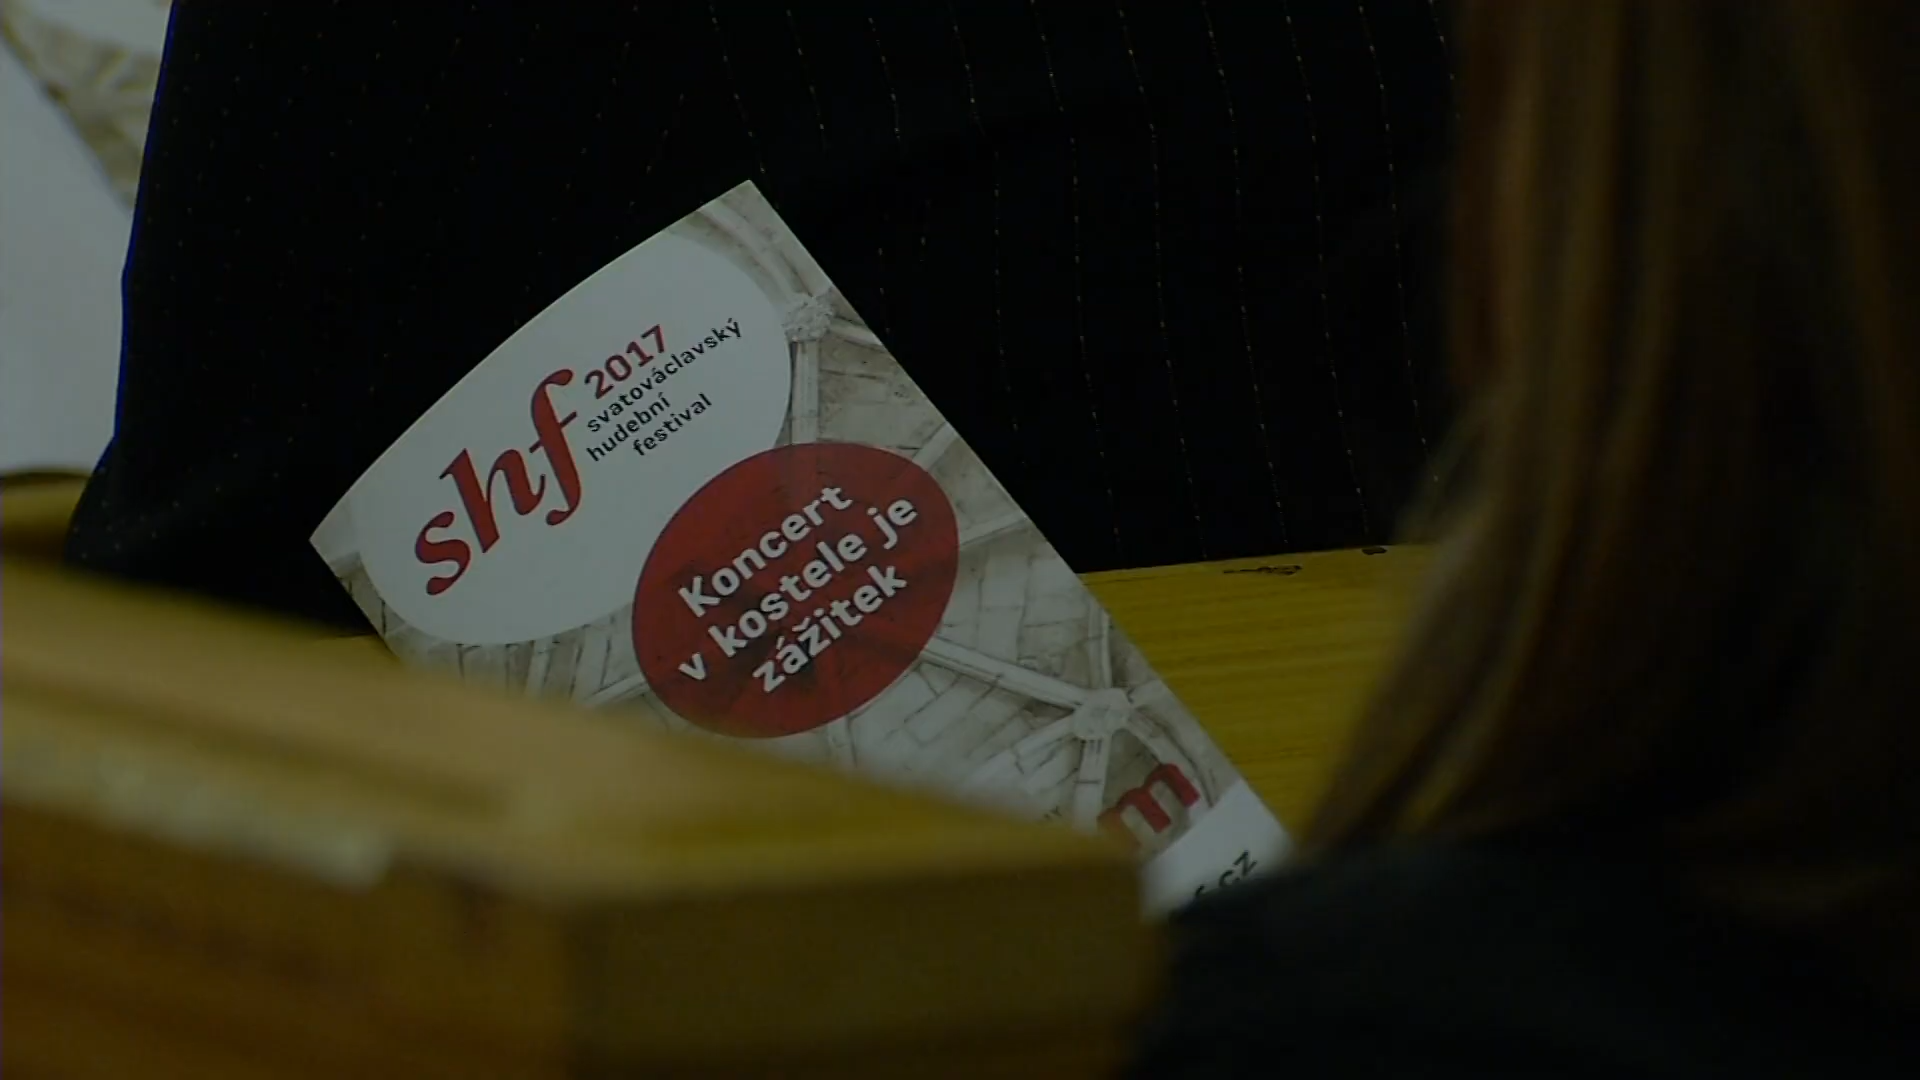 shf 2017
svatováclavský
hudební
festival
Koncert
v kostele je
zážitek